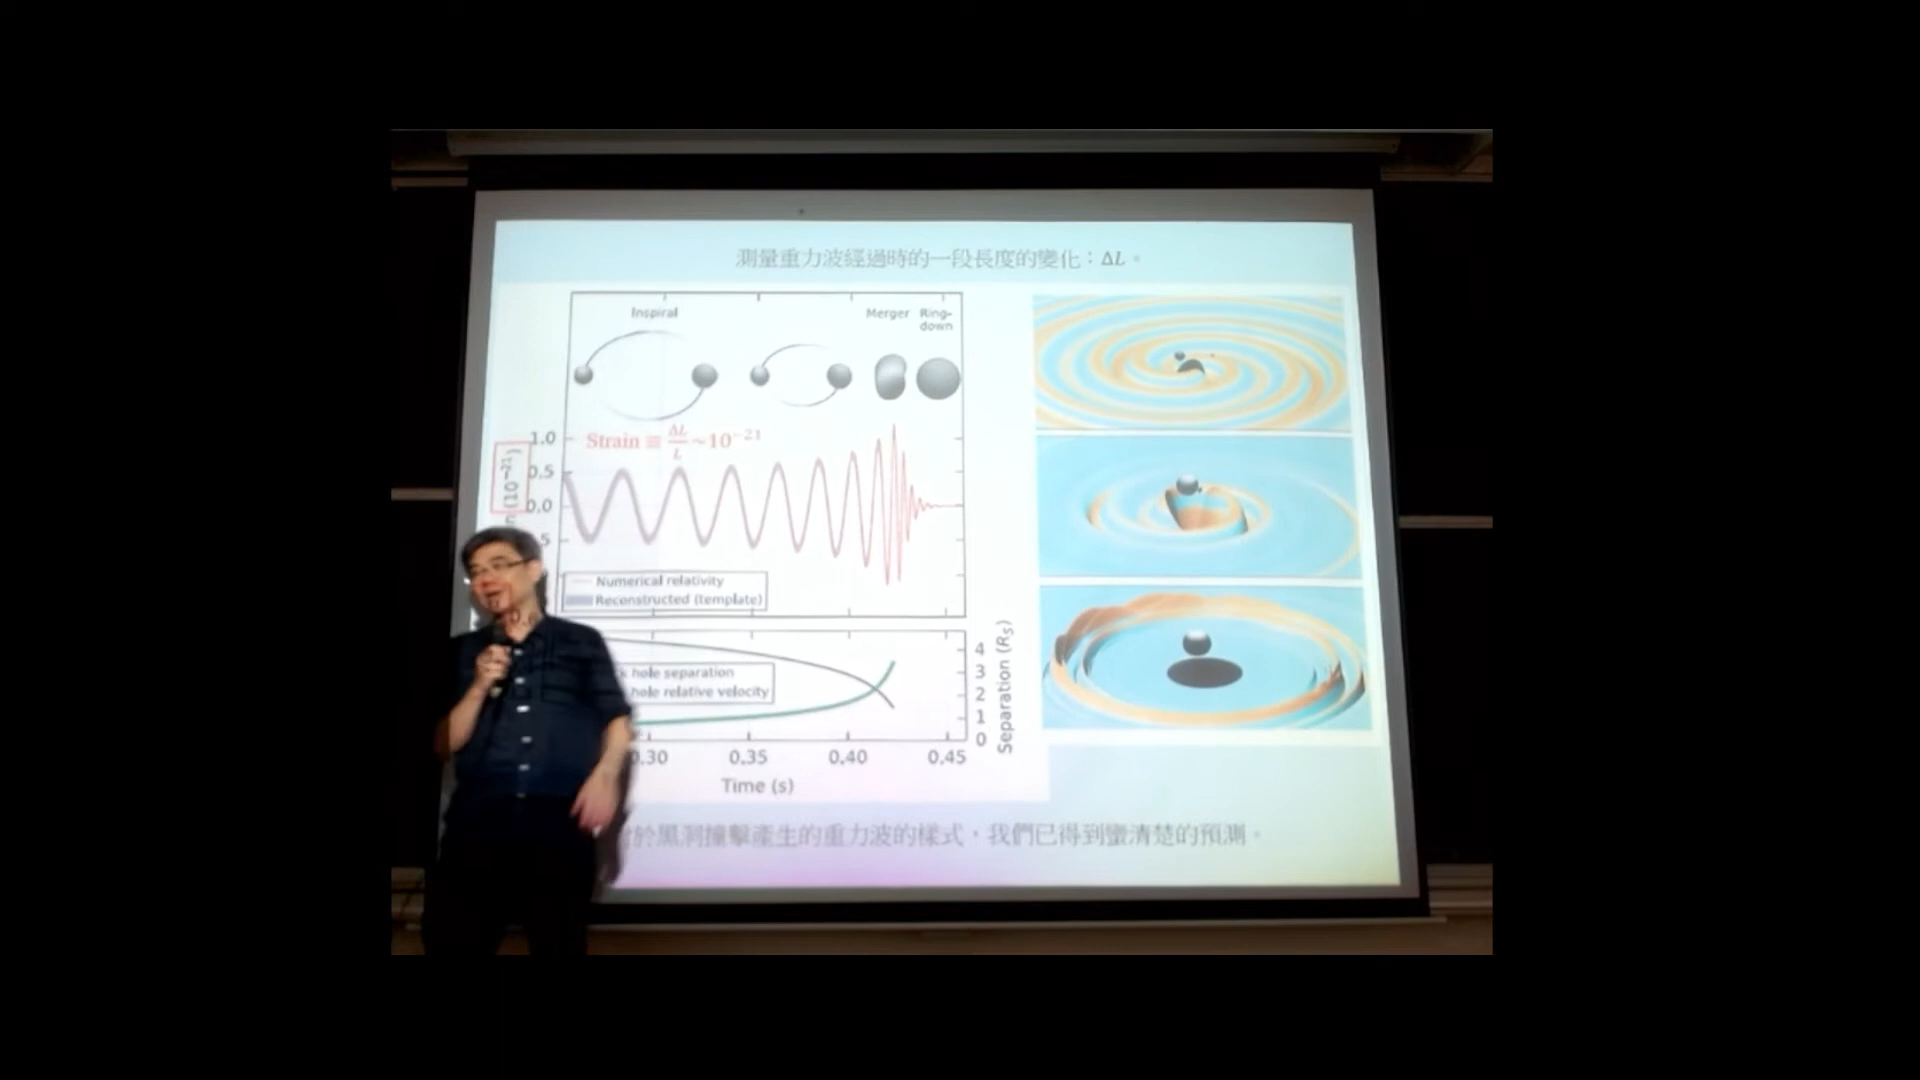 測量重力波經過時的一段長度的變化：ΔL。
Inspiral
Merger
Ring-
down
Strain ≡ ΔL/L ~10⁻²¹
1.0
0.5
0.0
(10⁻²¹)
Numerical relativity
Reconstructed (template)
hole separation
hole relative velocity
4
3
2
1
0
Separation (R_S)
0.30
0.35
0.40
0.45
Time (s)
於黑洞撞擊產生的重力波的樣式，我們已得到蠻清楚的預測。